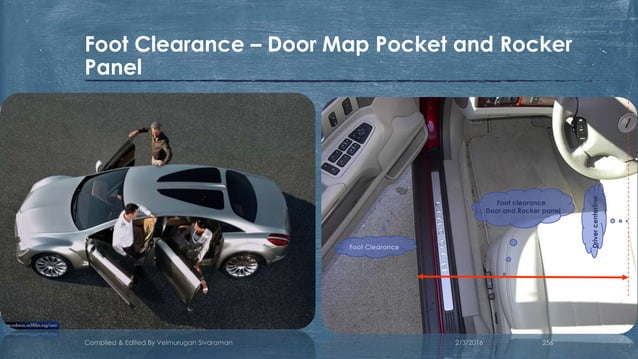 Foot Clearance – Door Map Pocket and Rocker
Panel
Foot clearance
Door and Rocker panel
Driver centerline
Foot Clearance
Complied & Edited By Velmurugan Sivaraman
2/3/2016
256